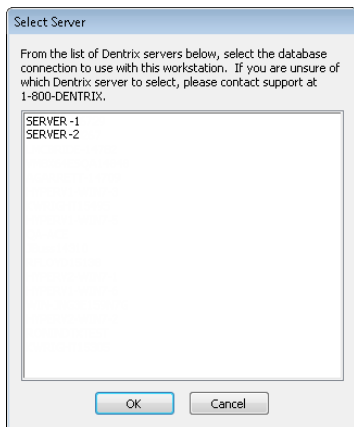 Select Server
From the list of Dentrix servers below, select the database
connection to use with this workstation.  If you are unsure of
which Dentrix server to select, please contact support at
1-800-DENTRIX.
SERVER-1
SERVER-2
OK
Cancel